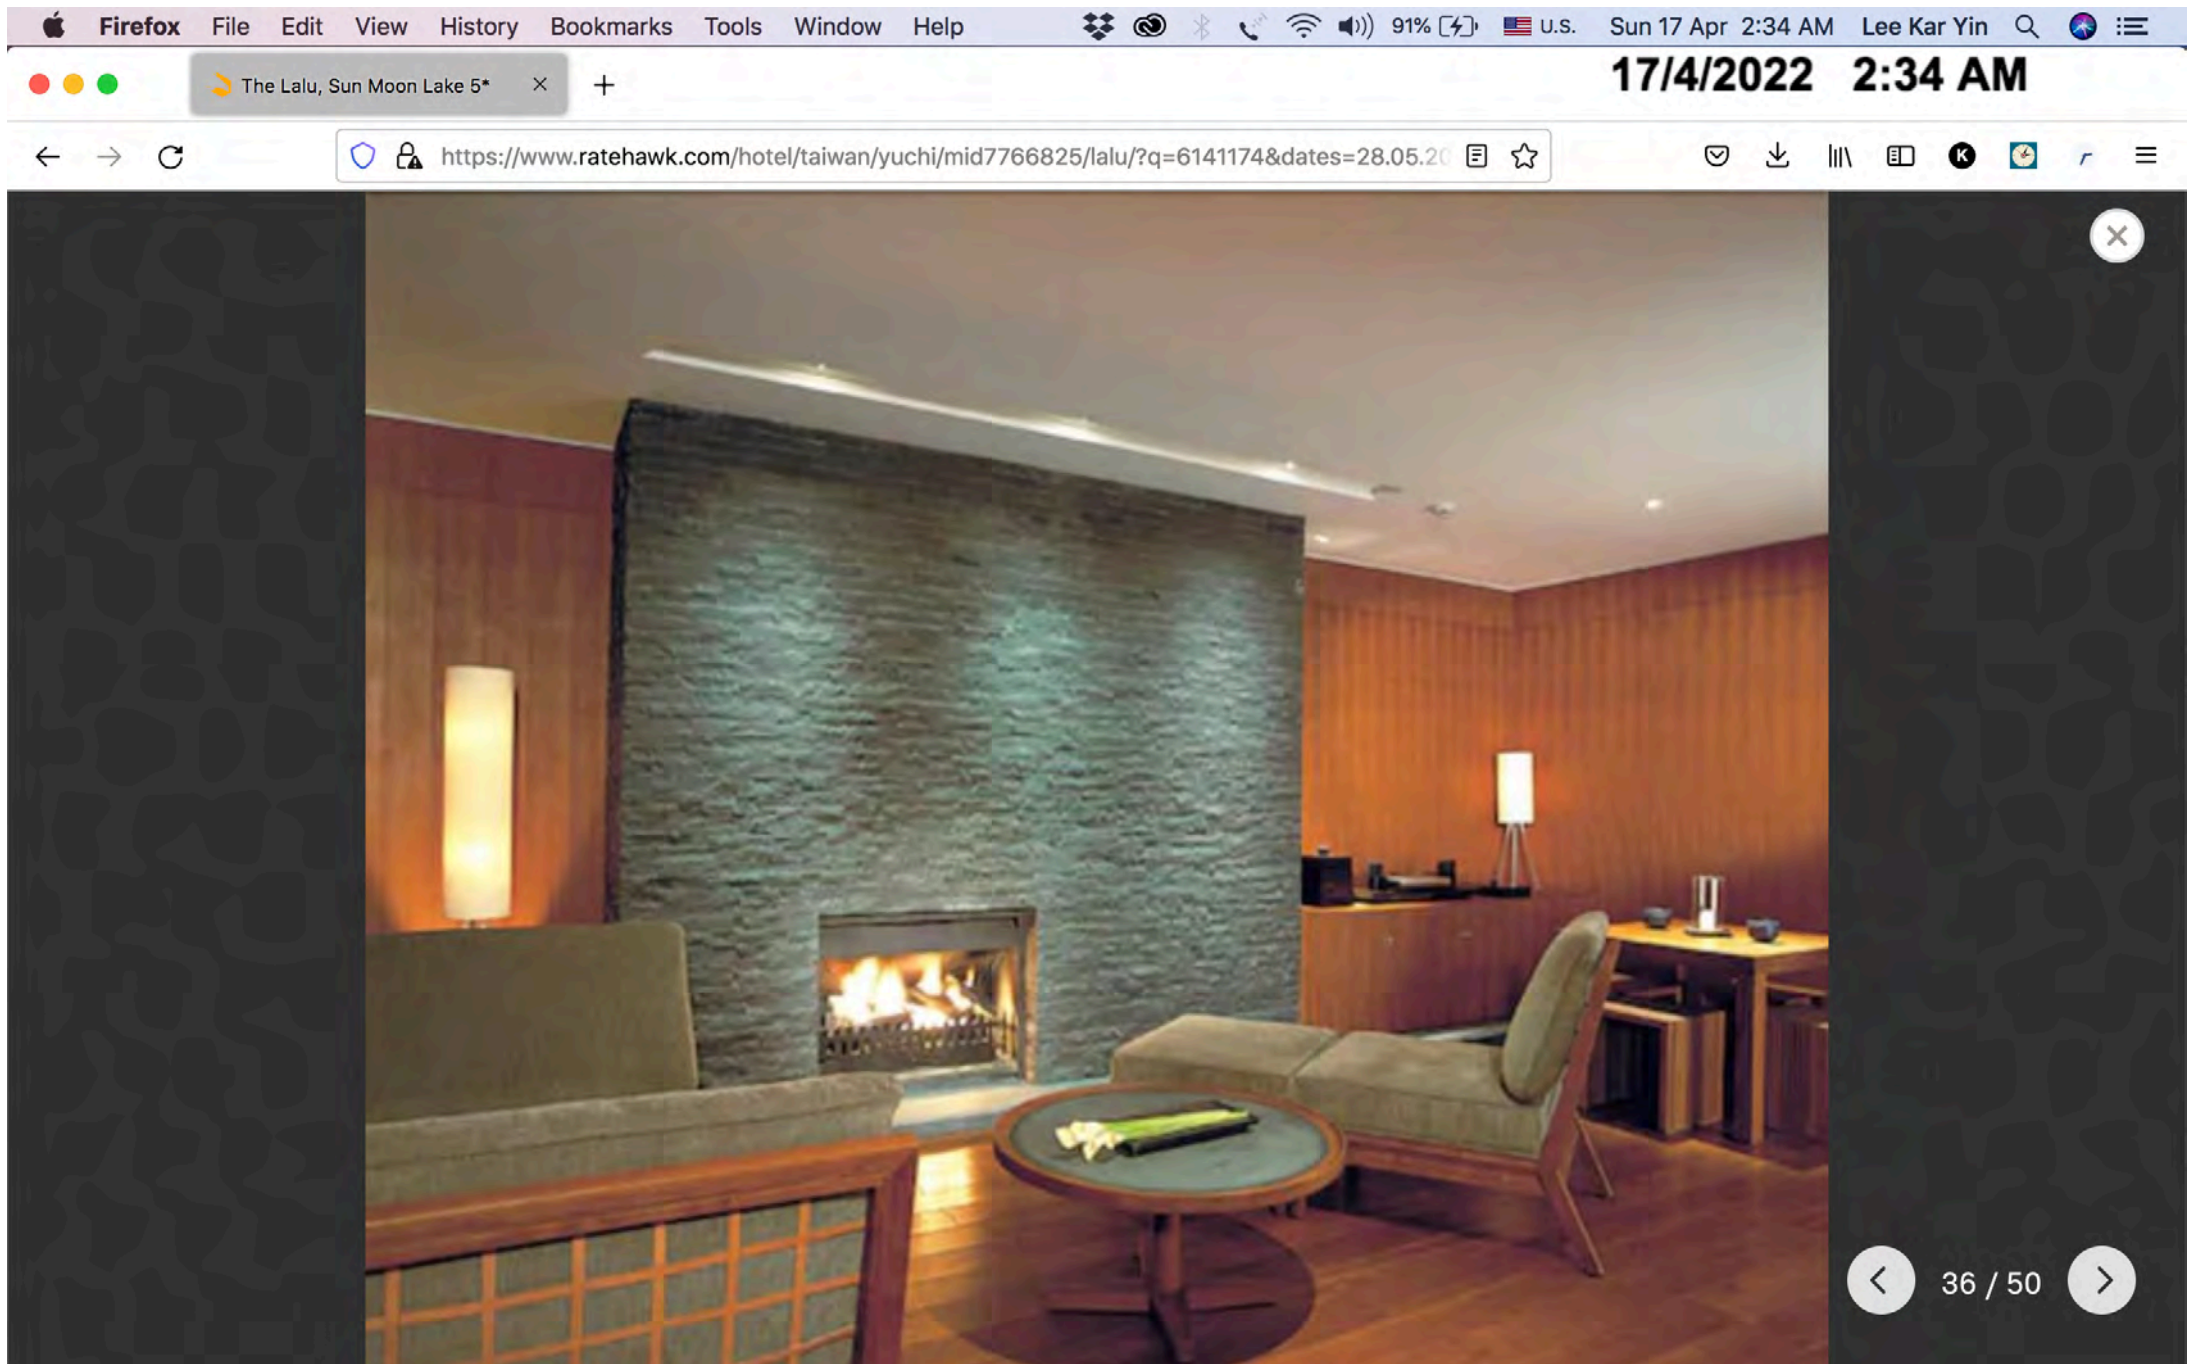 Firefox File Edit View History Bookmarks Tools Window Help 91% U.S. Sun 17 Apr 2:34 AM Lee Kar Yin
The Lalu, Sun Moon Lake 5*
17/4/2022 2:34 AM
https://www.ratehawk.com/hotel/taiwan/yuchi/mid7766825/lalu/?q=6141174&dates=28.05.20
K
r
36 / 50